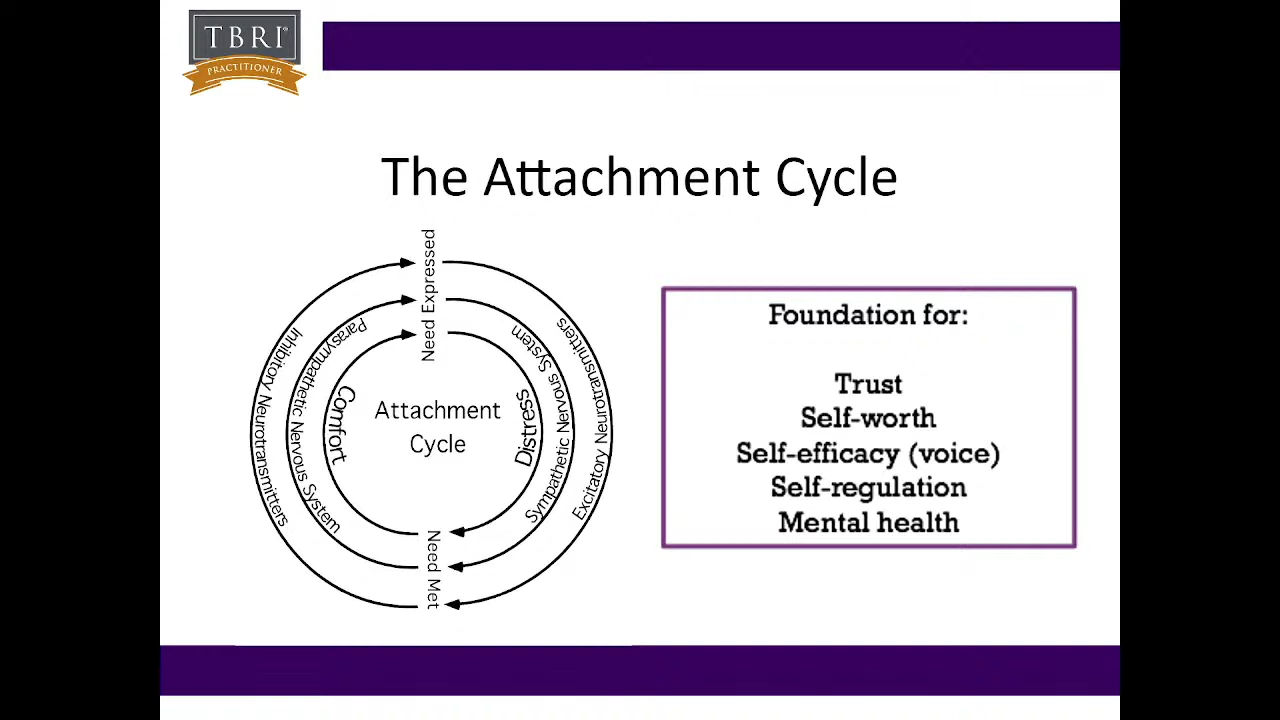 TBRI®
PRACTITIONER
The Attachment Cycle
Need Expressed
Inhibitory Neurotransmitters
Parasympathetic Nervous System
Comfort
Attachment
Cycle
Distress
Sympathetic Nervous System
Excitatory Neurotransmitters
Need Met
Foundation for:
Trust
Self-worth
Self-efficacy (voice)
Self-regulation
Mental health